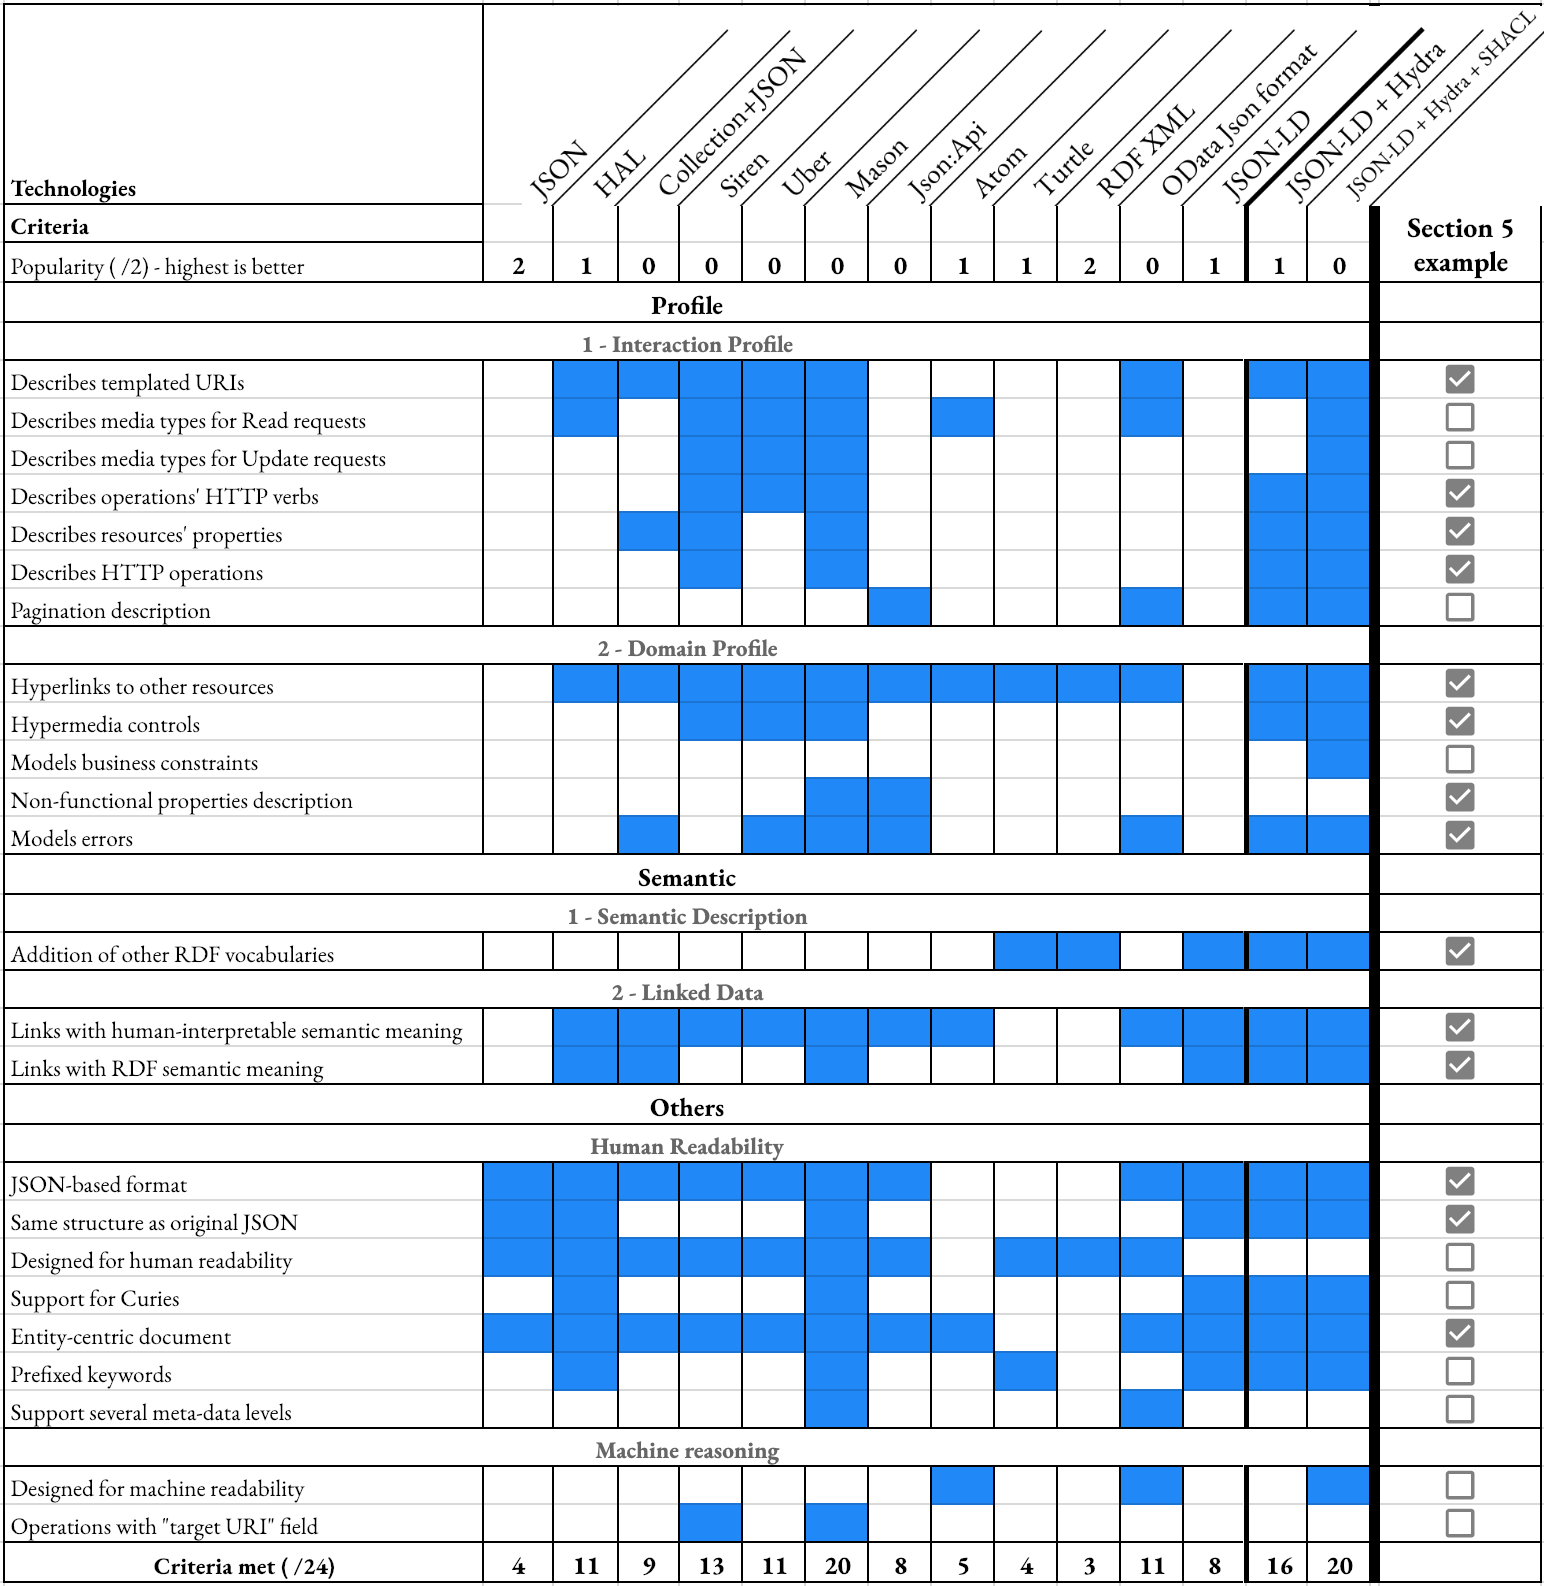 JSON
HAL
Collection+JSON
Siren
Uber
Mason
Json:Api
Atom
Turtle
RDF XML
OData Json format
JSON-LD
JSON-LD + Hydra
JSON-LD + Hydra + SHACL
Technologies
Criteria
Section 5
example
Popularity ( /2) - highest is better 2 1 0 0 0 0 0 1 1 2 0 1 1 0
Profile
1 - Interaction Profile
Describes templated URIs
Describes media types for Read requests
Describes media types for Update requests
Describes operations' HTTP verbs
Describes resources' properties
Describes HTTP operations
Pagination description
2 - Domain Profile
Hyperlinks to other resources
Hypermedia controls
Models business constraints
Non-functional properties description
Models errors
Semantic
1 - Semantic Description
Addition of other RDF vocabularies
2 - Linked Data
Links with human-interpretable semantic meaning
Links with RDF semantic meaning
Others
Human Readability
JSON-based format
Same structure as original JSON
Designed for human readability
Support for Curies
Entity-centric document
Prefixed keywords
Support several meta-data levels
Machine reasoning
Designed for machine readability
Operations with "target URI" field
Criteria met ( /24) 4 11 9 13 11 20 8 5 4 3 11 8 16 20